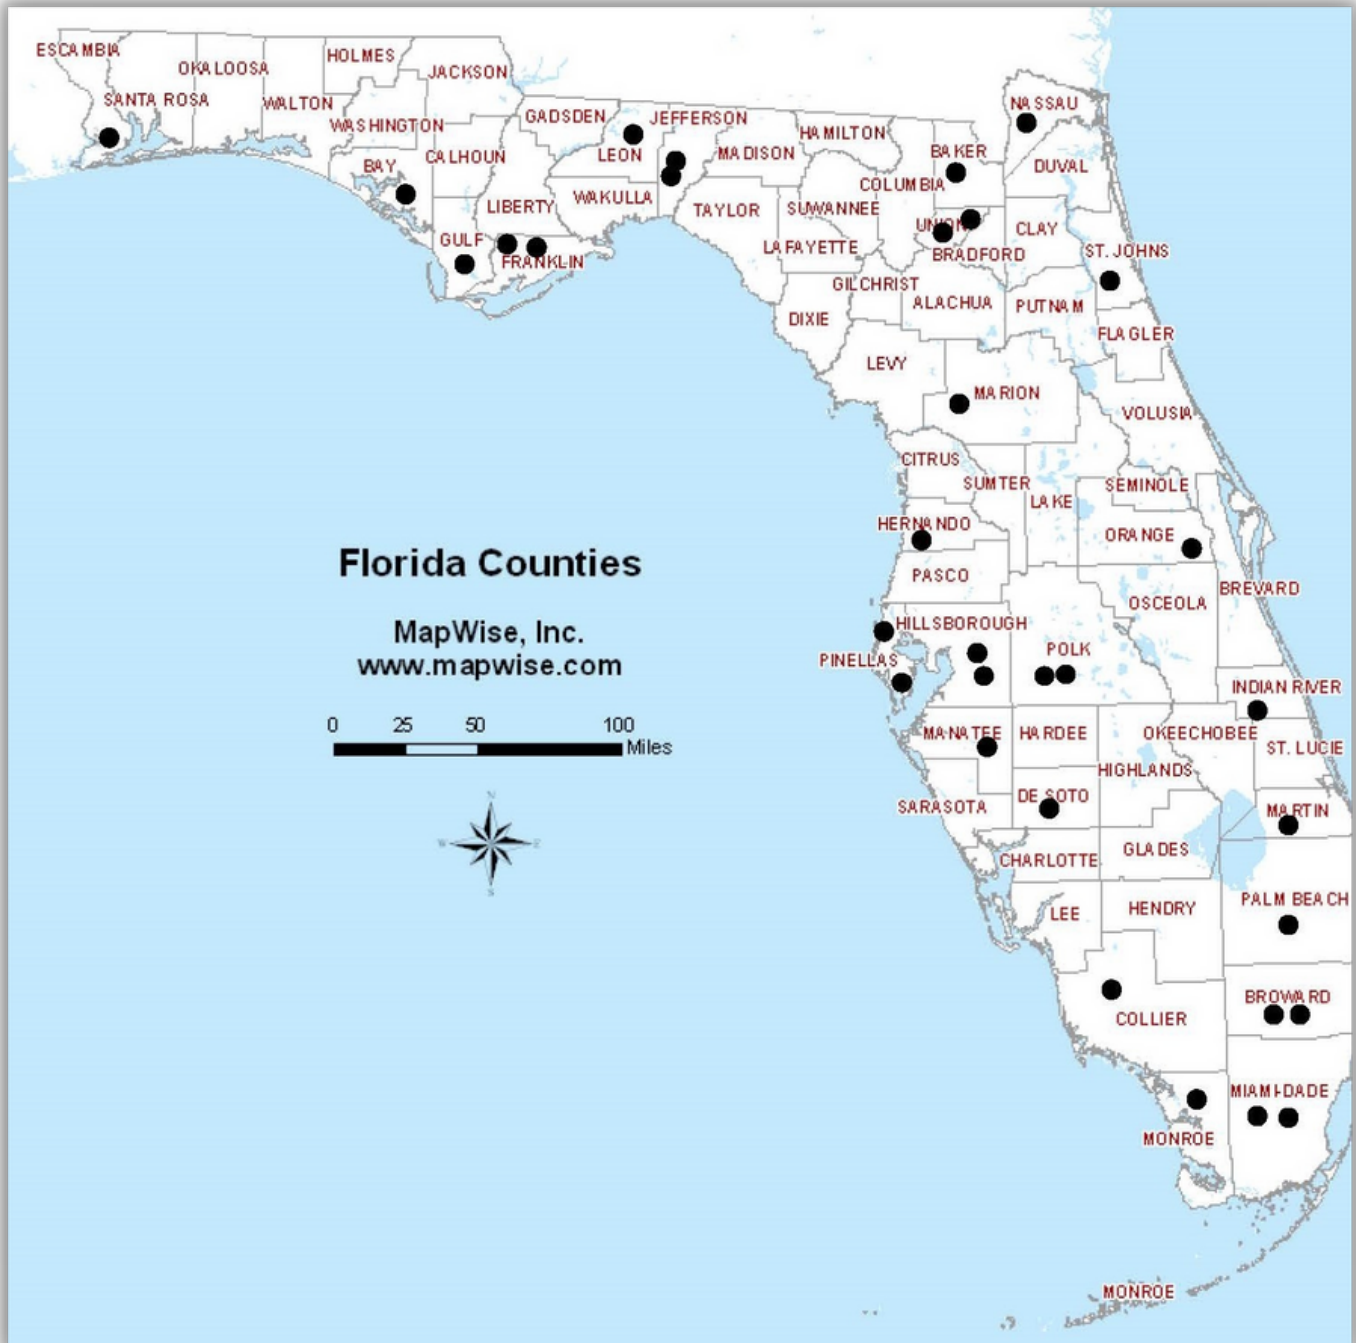 ESCAMBIA
SANTA ROSA
OKALOOSA
WALTON
HOLMES
WASHINGTON
JACKSON
BAY
CALHOUN
GULF
LIBERTY
FRANKLIN
GADSDEN
LEON
WAKULLA
JEFFERSON
MADISON
TAYLOR
HAMILTON
SUWANNEE
LAFAYETTE
DIXIE
COLUMBIA
GILCHRIST
BAKER
UNION
BRADFORD
NASSAU
DUVAL
CLAY
ST. JOHNS
ALACHUA
PUTNAM
FLAGLER
LEVY
MARION
VOLUSIA
CITRUS
SUMTER
LAKE
SEMINOLE
HERNANDO
ORANGE
PASCO
OSCEOLA
BREVARD
HILLSBOROUGH
PINELLAS
POLK
INDIAN RIVER
MANATEE
HARDEE
OKEECHOBEE
ST. LUCIE
HIGHLANDS
SARASOTA
DE SOTO
MARTIN
CHARLOTTE
GLADES
LEE
HENDRY
PALM BEACH
COLLIER
BROWARD
MIAMI-DADE
MONROE
MONROE
Florida Counties
MapWise, Inc.
www.mapwise.com
0 25 50 100
Miles
N
W E
S